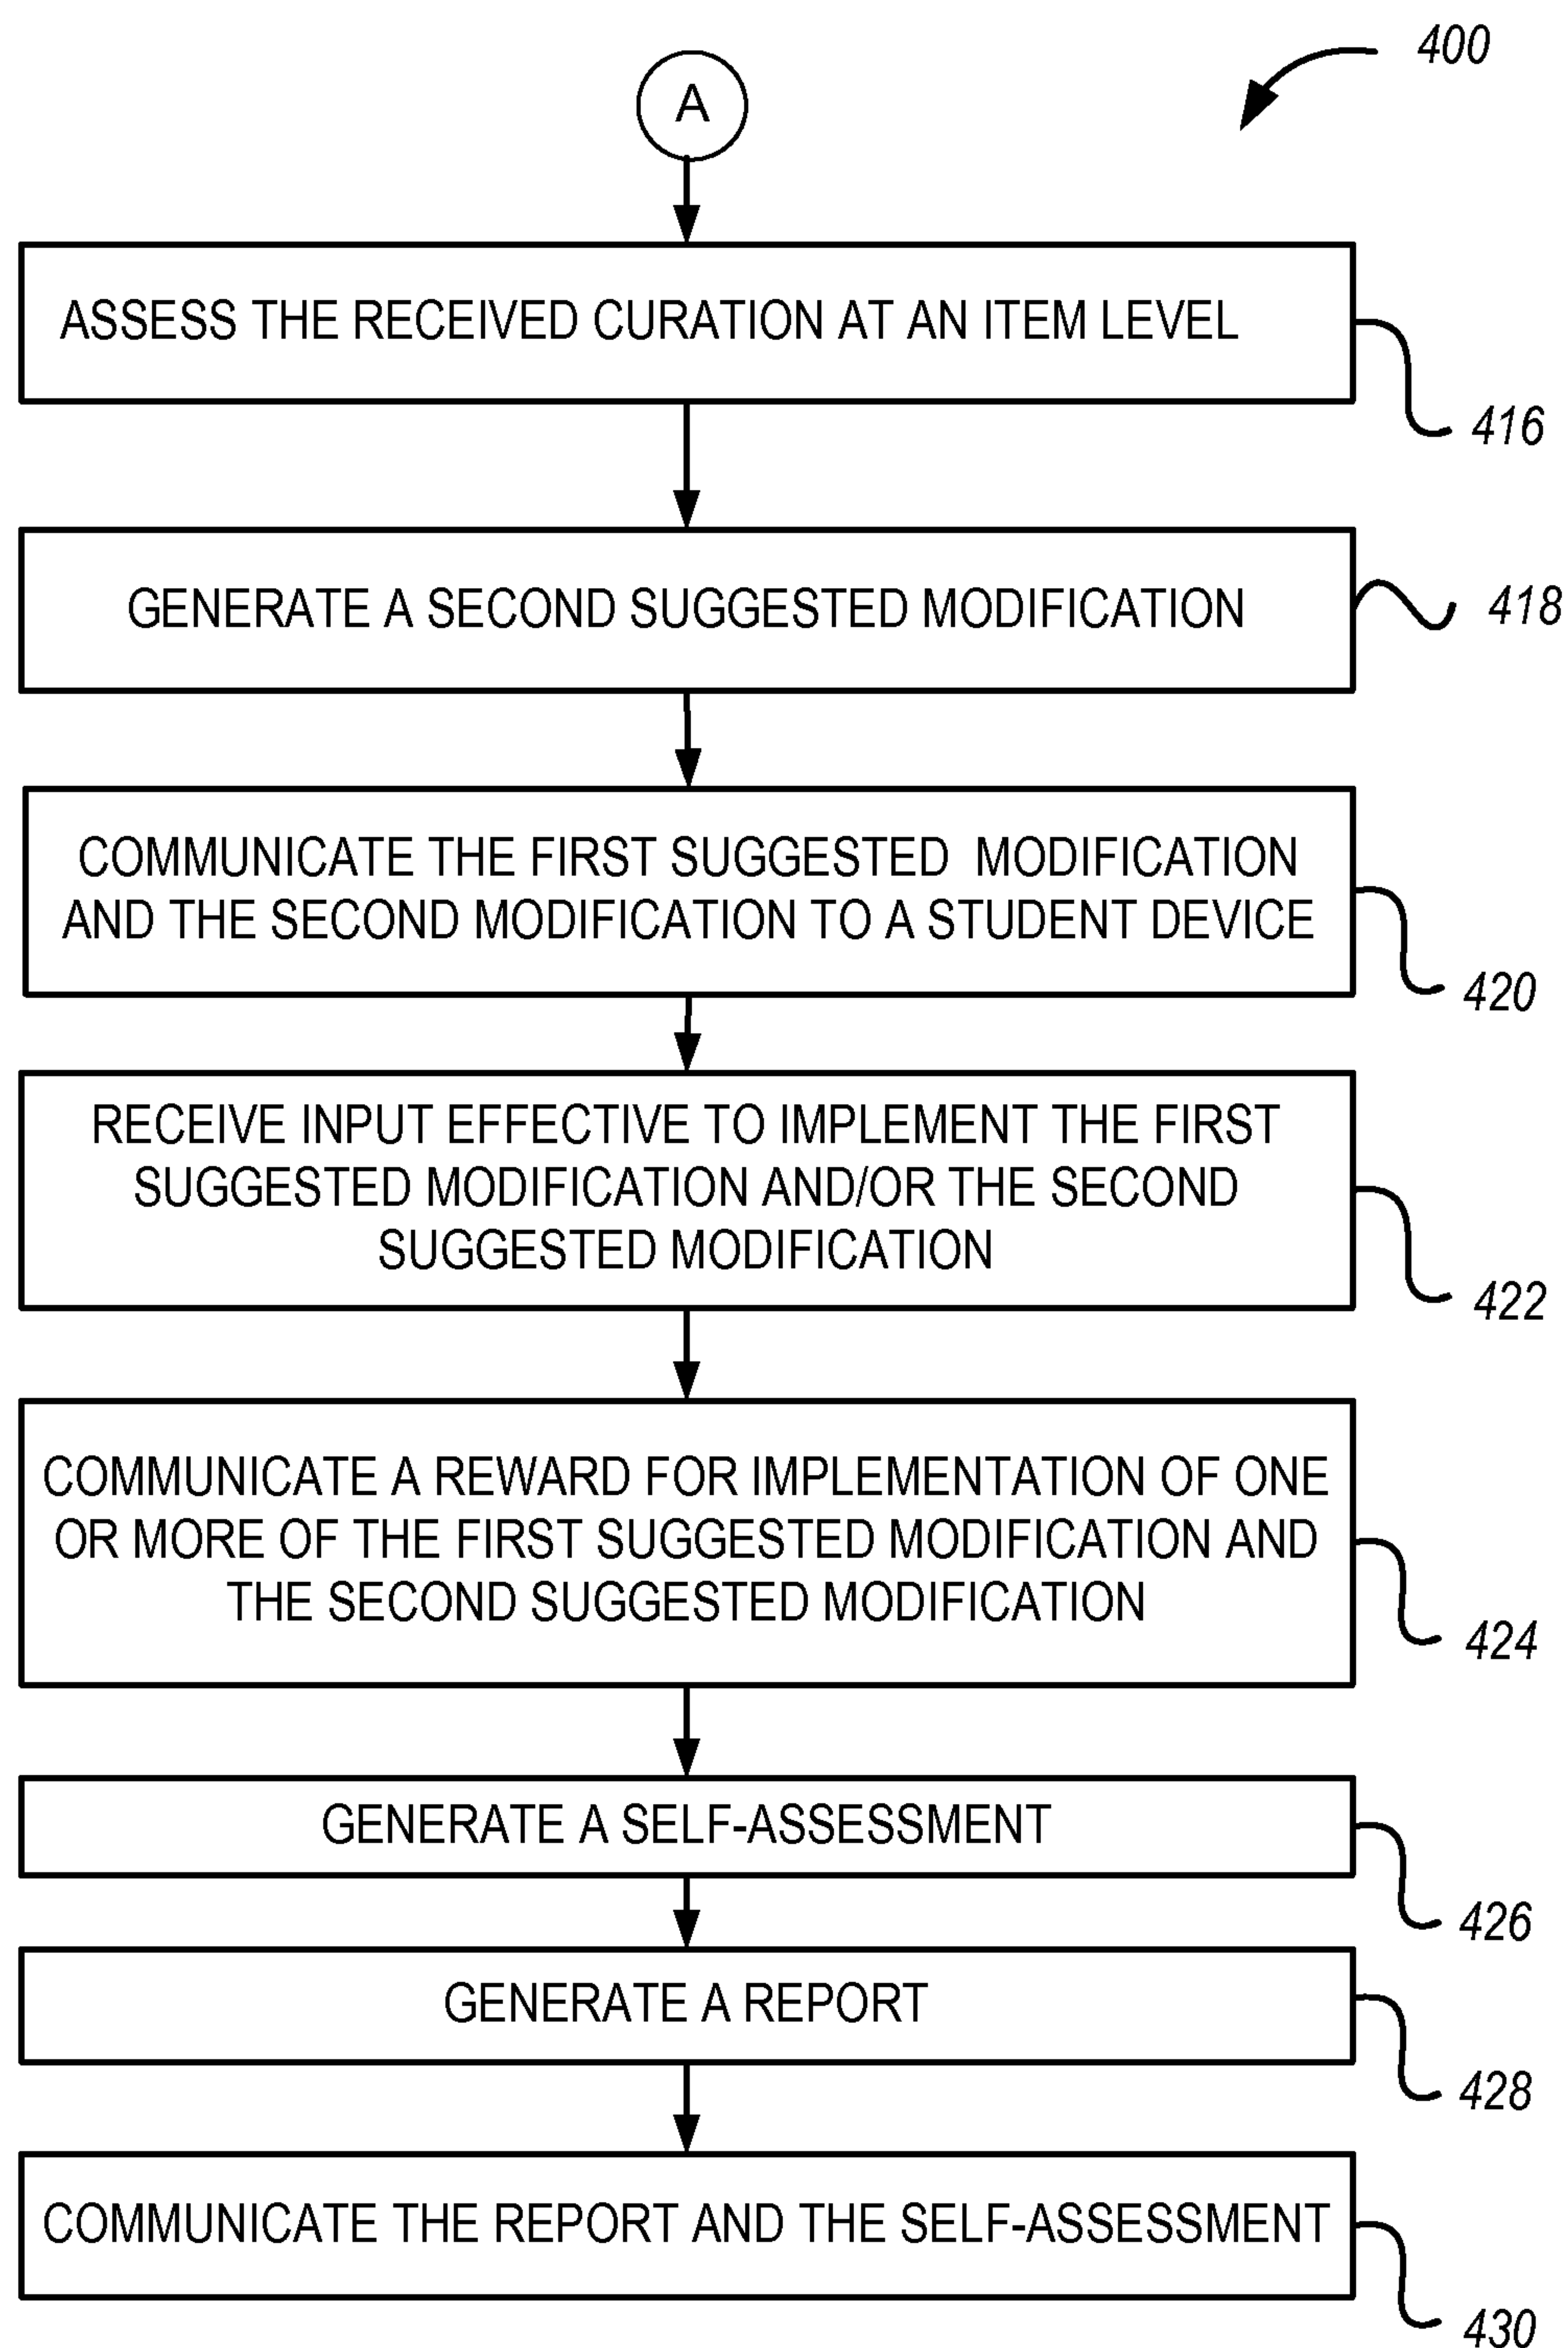 400
A
ASSESS THE RECEIVED CURATION AT AN ITEM LEVEL
416
GENERATE A SECOND SUGGESTED MODIFICATION
418
COMMUNICATE THE FIRST SUGGESTED MODIFICATION
AND THE SECOND MODIFICATION TO A STUDENT DEVICE
420
RECEIVE INPUT EFFECTIVE TO IMPLEMENT THE FIRST
SUGGESTED MODIFICATION AND/OR THE SECOND
SUGGESTED MODIFICATION
422
COMMUNICATE A REWARD FOR IMPLEMENTATION OF ONE
OR MORE OF THE FIRST SUGGESTED MODIFICATION AND
THE SECOND SUGGESTED MODIFICATION
424
GENERATE A SELF-ASSESSMENT
426
GENERATE A REPORT
428
COMMUNICATE THE REPORT AND THE SELF-ASSESSMENT
430